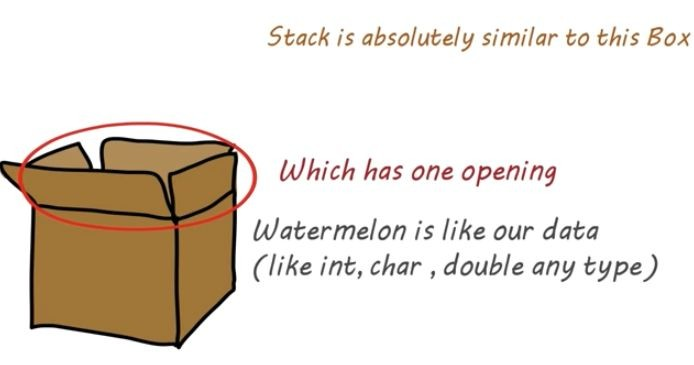 Stack is absolutely similar to this Box
Which has one opening
Watermelon is like our data
(like int, char , double any type)